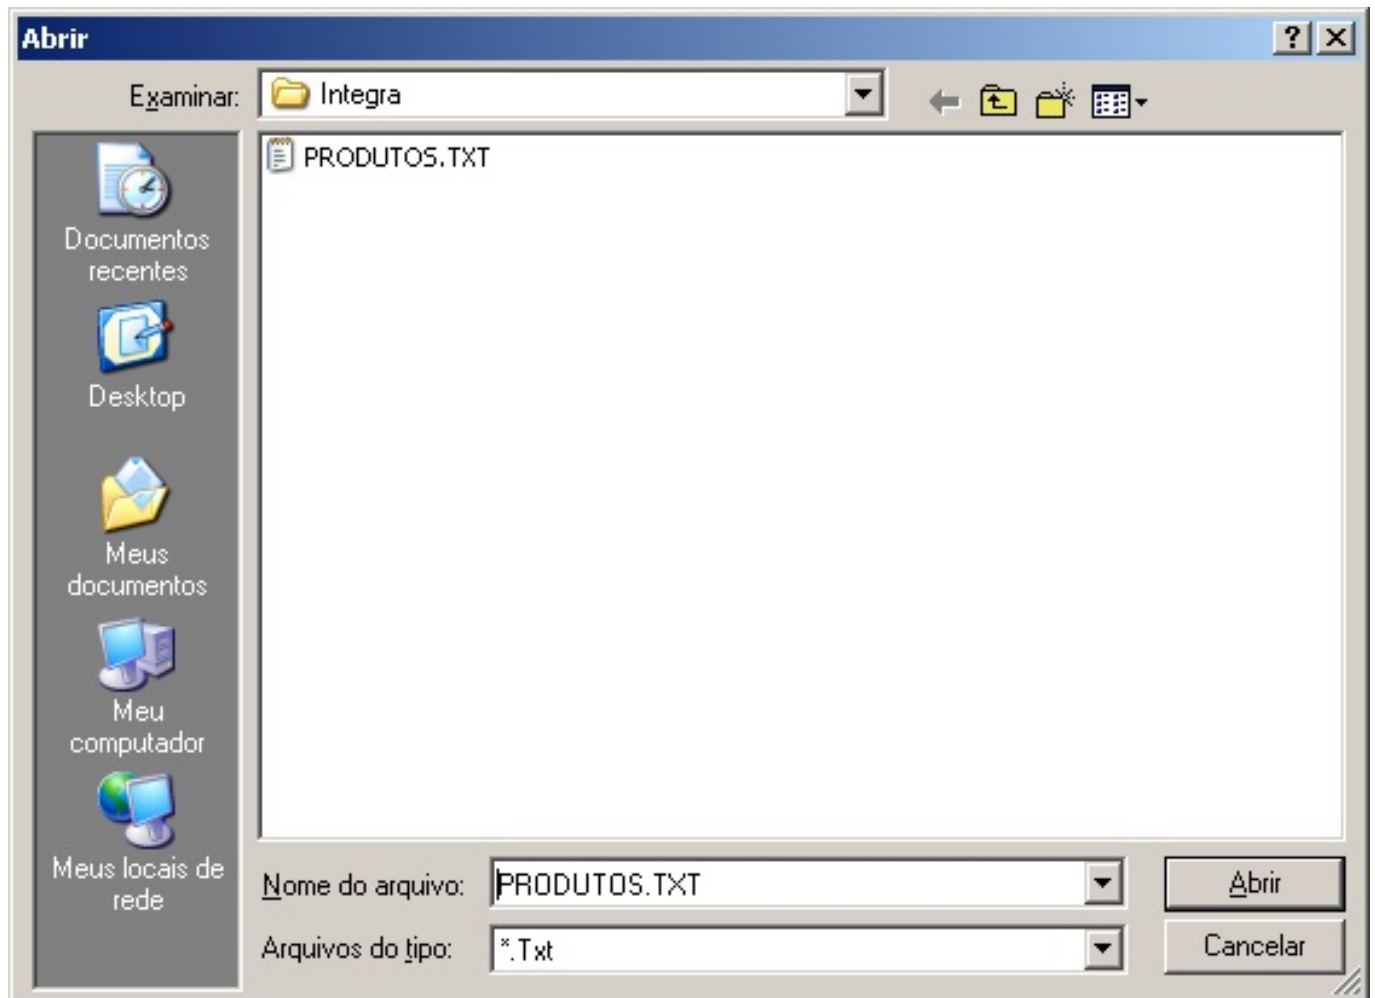 Abrir
Examinar:
Integra
PRODUTOS.TXT
Documentos
recentes
Desktop
Meus
documentos
Meu
computador
Meus locais de
rede
Nome do arquivo:
PRODUTOS.TXT
Abrir
Arquivos do tipo:
*.Txt
Cancelar